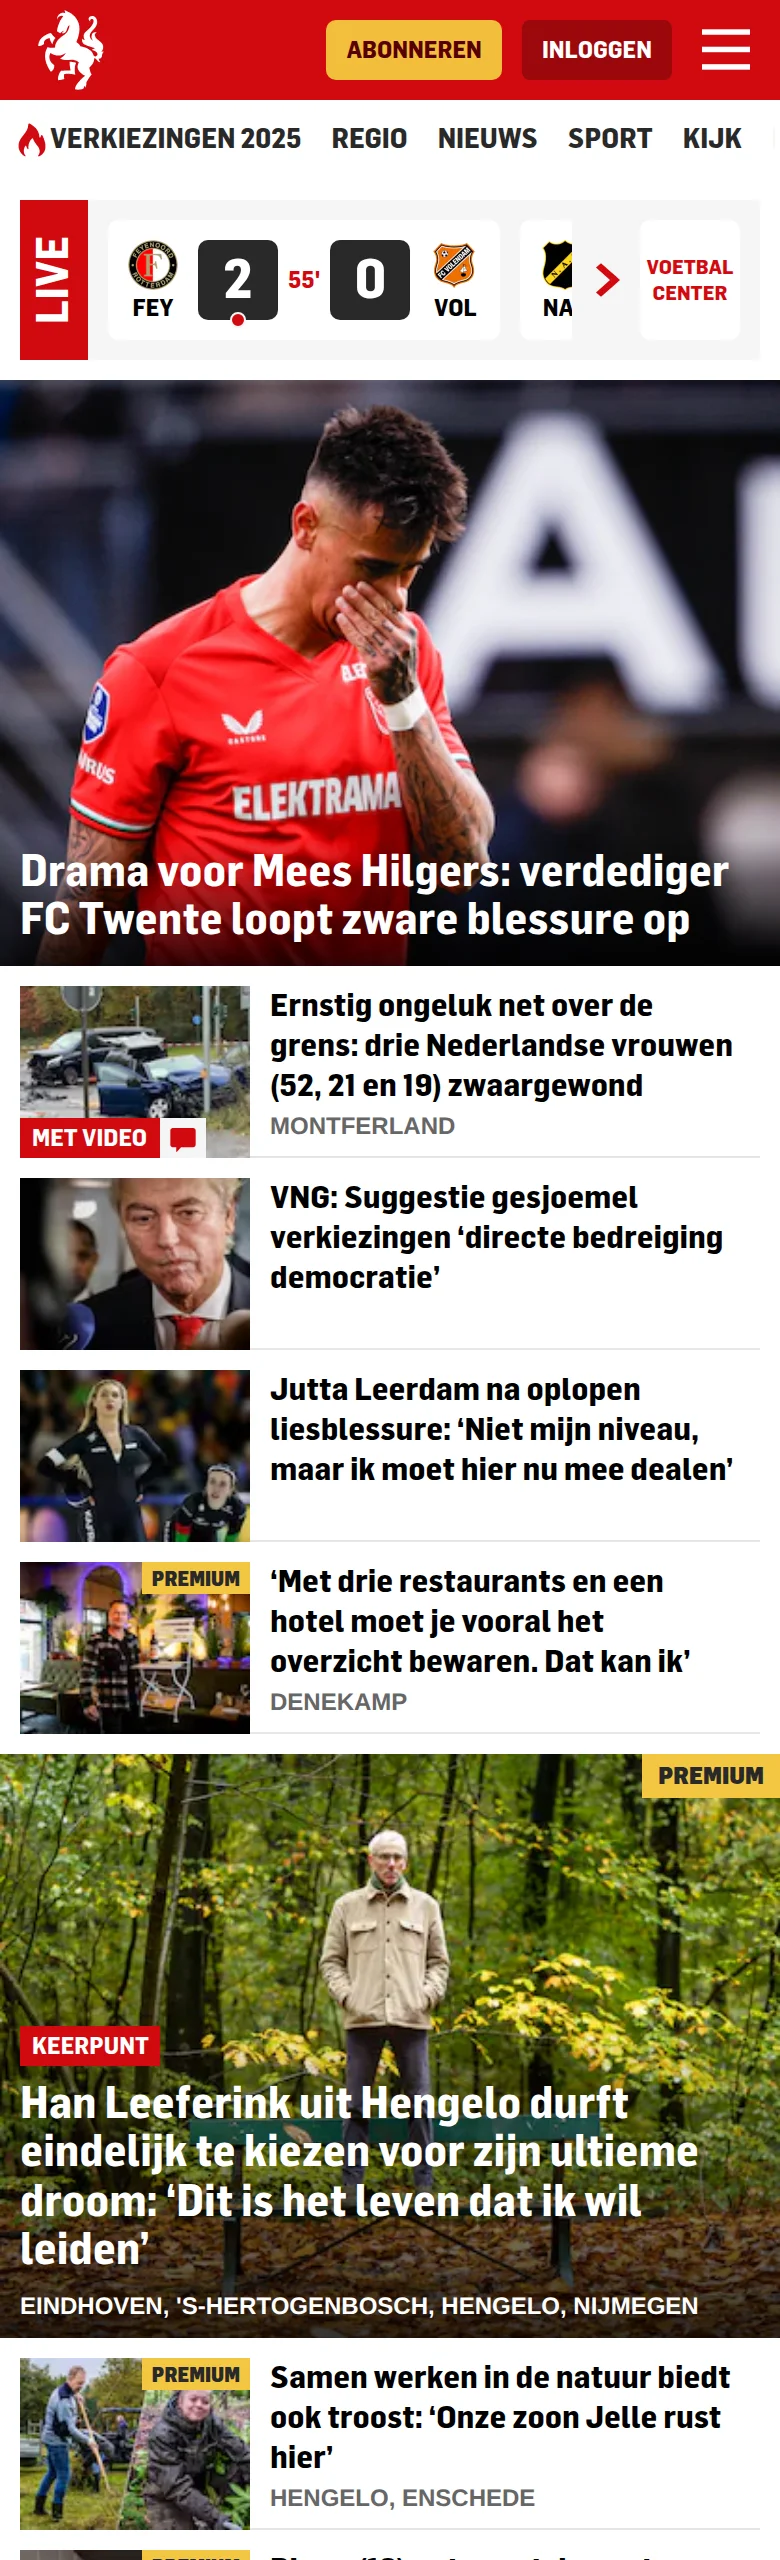 ABONNEREN
INLOGGEN
VERKIEZINGEN 2025 REGIO NIEUWS SPORT KIJK
LIVE
FEY
2
55'
0
VOL
NA
VOETBAL
CENTER
ELEKTRAMA
Drama voor Mees Hilgers: verdediger
FC Twente loopt zware blessure op
Ernstig ongeluk net over de
grens: drie Nederlandse vrouwen
(52, 21 en 19) zwaargewond
MONTFERLAND
MET VIDEO
VNG: Suggestie gesjoemel
verkiezingen ‘directe bedreiging
democratie’
Jutta Leerdam na oplopen
liesblessure: ‘Niet mijn niveau,
maar ik moet hier nu mee dealen’
PREMIUM
‘Met drie restaurants en een
hotel moet je vooral het
overzicht bewaren. Dat kan ik’
DENEKAMP
PREMIUM
KEERPUNT
Han Leeferink uit Hengelo durft
eindelijk te kiezen voor zijn ultieme
droom: ‘Dit is het leven dat ik wil
leiden’
EINDHOVEN, 'S-HERTOGENBOSCH, HENGELO, NIJMEGEN
PREMIUM
Samen werken in de natuur biedt
ook troost: ‘Onze zoon Jelle rust
hier’
HENGELO, ENSCHEDE